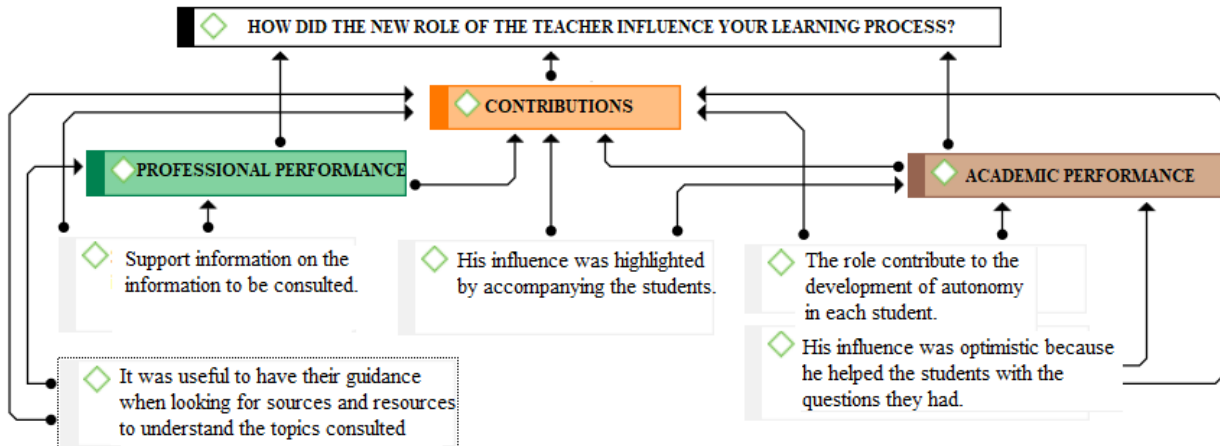 HOW DID THE NEW ROLE OF THE TEACHER INFLUENCE YOUR LEARNING PROCESS?
CONTRIBUTIONS
PROFESSIONAL PERFORMANCE
ACADEMIC PERFORMANCE
Support information on the
information to be consulted.
His influence was highlighted
by accompanying the students.
The role contribute to the
development of autonomy
in each student.
His influence was optimistic because
he helped the students with the
questions they had.
It was useful to have their guidance
when looking for sources and resources
to understand the topics consulted